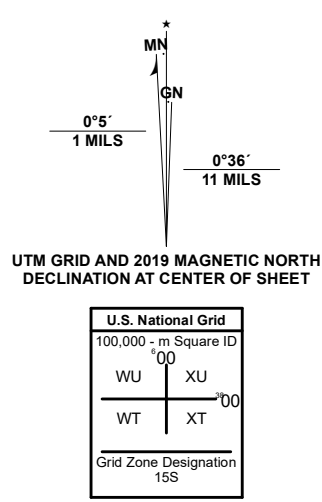 ★
MN
GN
0°5´
1 MILS
0°36´
11 MILS
UTM GRID AND 2019 MAGNETIC NORTH
DECLINATION AT CENTER OF SHEET
U.S. National Grid
100,000 - m Square ID
⁶00
WU XU
³⁹00
WT XT
Grid Zone Designation
15S